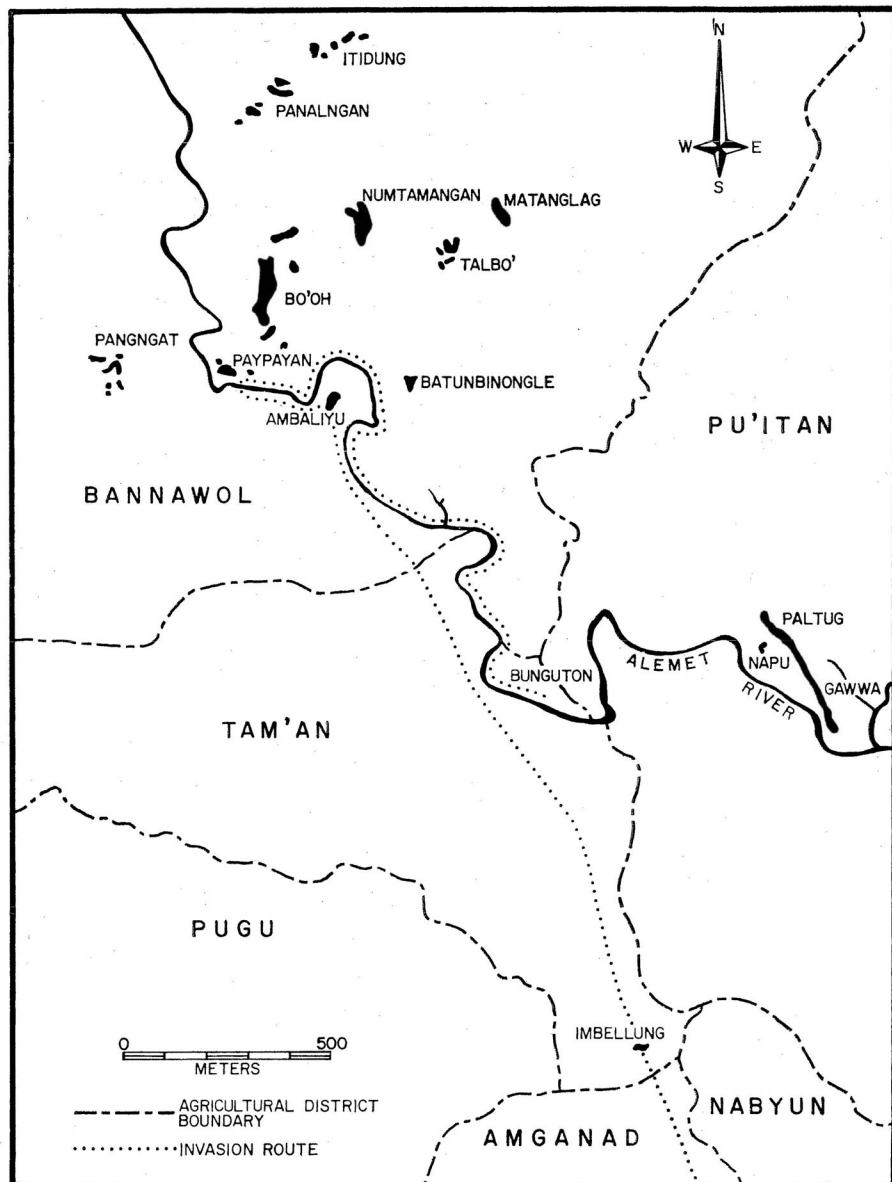 N
ITIDUNG
PANALNGAN
W E
S
NUMTAMANGAN
MATANGLAG
TALBO'
BO'OH
PANGNGAT
PAYPAYAN
BATUNBINONGLE
AMBALIYU
PU'ITAN
BANNAWOL
PALTUG
ALEMET
NAPU
BUNGUTON
GAWWA
RIVER
TAM'AN
PUGU
IMBELLUNG
0 500
METERS
NABYUN
AGRICULTURAL DISTRICT
BOUNDARY
AMGANAD
INVASION ROUTE